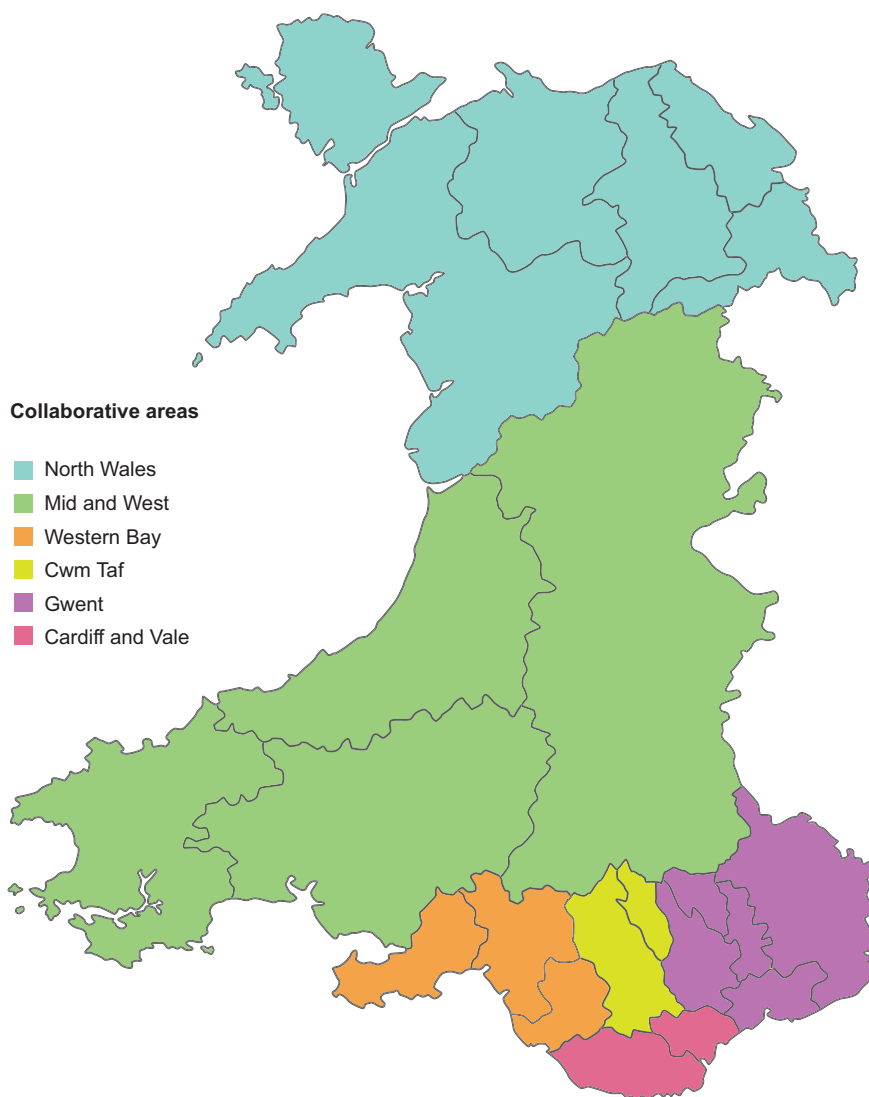 Collaborative areas
North Wales
Mid and West
Western Bay
Cwm Taf
Gwent
Cardiff and Vale